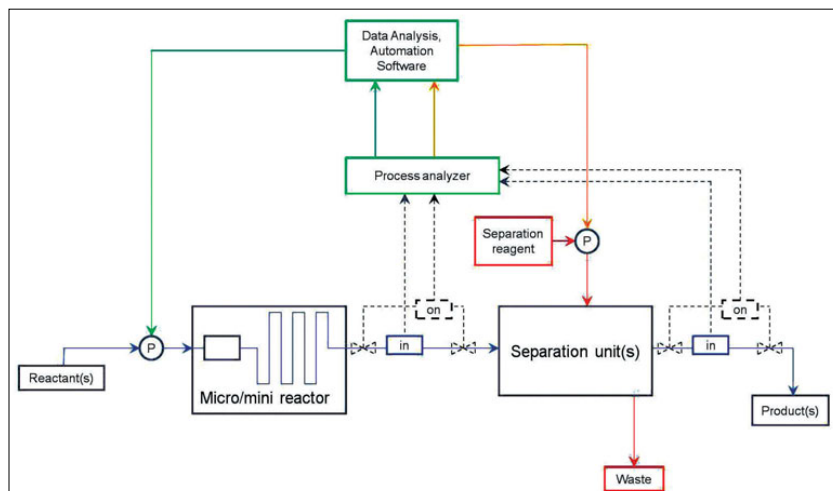 Data Analysis,
Automation
Software
Process analyzer
Separation
reagent
P
on
on
P
in
Separation unit(s)
in
Reactant(s)
Micro/mini reactor
Product(s)
Waste